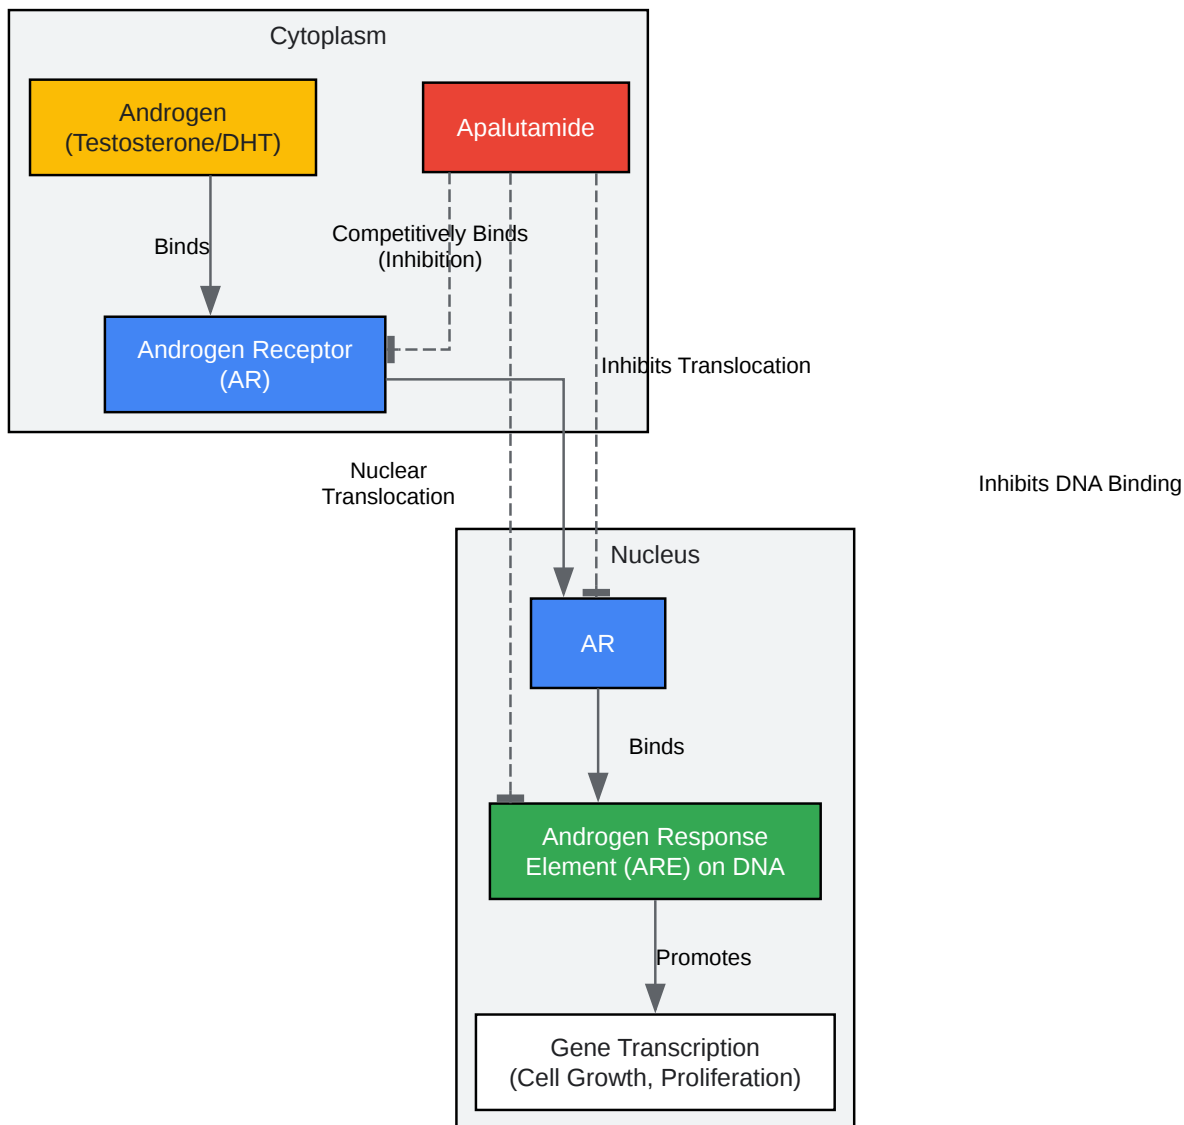 Cytoplasm
Androgen
(Testosterone/DHT)
Apalutamide
Binds
Competitively Binds
(Inhibition)
Androgen Receptor
(AR)
Inhibits Translocation
Nuclear
Translocation
Inhibits DNA Binding
Nucleus
AR
Binds
Androgen Response
Element (ARE) on DNA
Promotes
Gene Transcription
(Cell Growth, Proliferation)